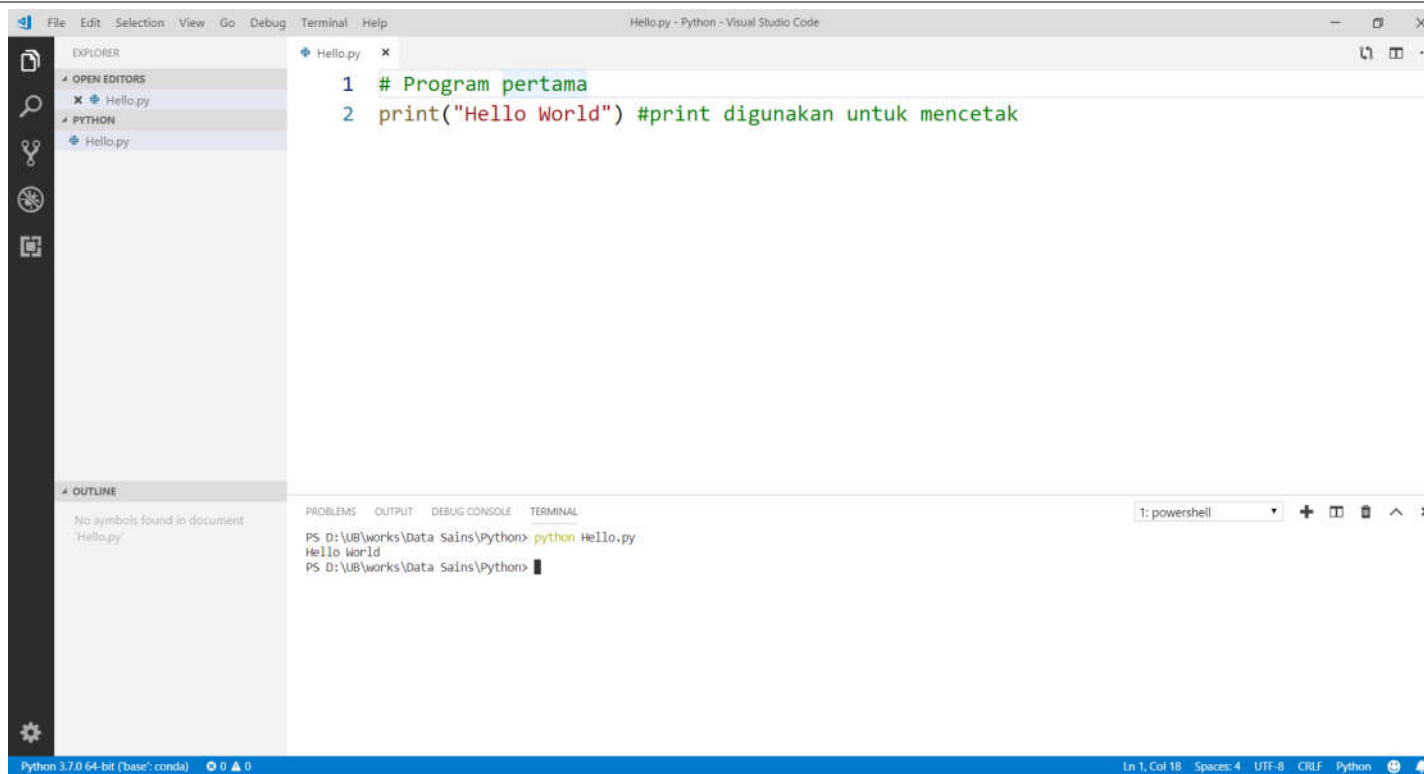 File Edit Selection View Go Debug Terminal Help Hello.py - Python - Visual Studio Code
EXPLORER
OPEN EDITORS
Hello.py
PYTHON
Hello.py
Hello.py
1 # Program pertama
2 print("Hello World") #print digunakan untuk mencetak
OUTLINE
No symbols found in document
'Hello.py'
PROBLEMS OUTPUT DEBUG CONSOLE TERMINAL 1: powershell
PS D:\UB\works\Data Sains\Python> python Hello.py
Hello World
PS D:\UB\works\Data Sains\Python>
Python 3.7.0 64-bit ('base': conda) 0 0 Ln 1, Col 18 Spaces: 4 UTF-8 CRLF Python